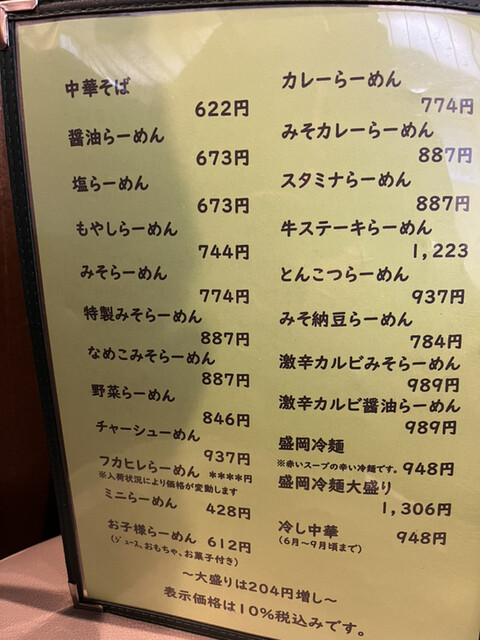 中華そば
622円
醤油らーめん
673円
塩らーめん
673円
もやしらーめん
744円
みそらーめん
774円
特製みそらーめん
887円
なめこみそらーめん
887円
野菜らーめん
846円
チャーシューめん
937円
フカヒレらーめん ****円
※入荷状況により価格が変動します
ミニらーめん 428円
お子様らーめん 612円
(ジュース、おもちゃ、お菓子付き)
カレーらーめん
774円
みそカレーらーめん
887円
スタミナらーめん
887円
牛ステーキらーめん
1,223
とんこつらーめん
937円
みそ納豆らーめん
784円
激辛カルビみそらーめん
989円
激辛カルビ醤油らーめん
989円
盛岡冷麺
※赤いスープの辛い冷麺です。 948円
盛岡冷麺大盛り
1,306円
冷し中華 948円
(6月~9月頃まで)
~大盛りは204円増し~
表示価格は10%税込みです。